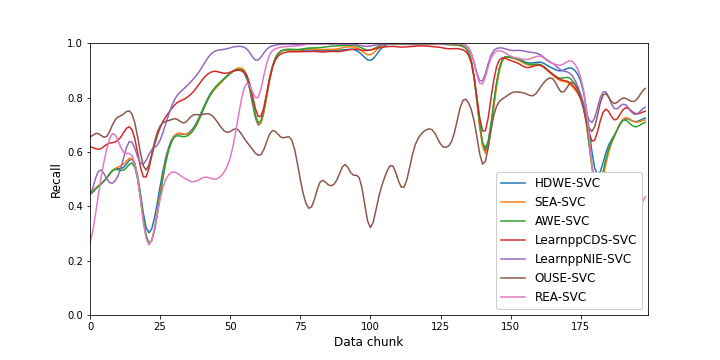 1.0
0.8
0.6
0.4
0.2
0.0
Recall
0 25 50 75 100 125 150 175
Data chunk
HDWE-SVC
SEA-SVC
AWE-SVC
LearnppCDS-SVC
LearnppNIE-SVC
OUSE-SVC
REA-SVC